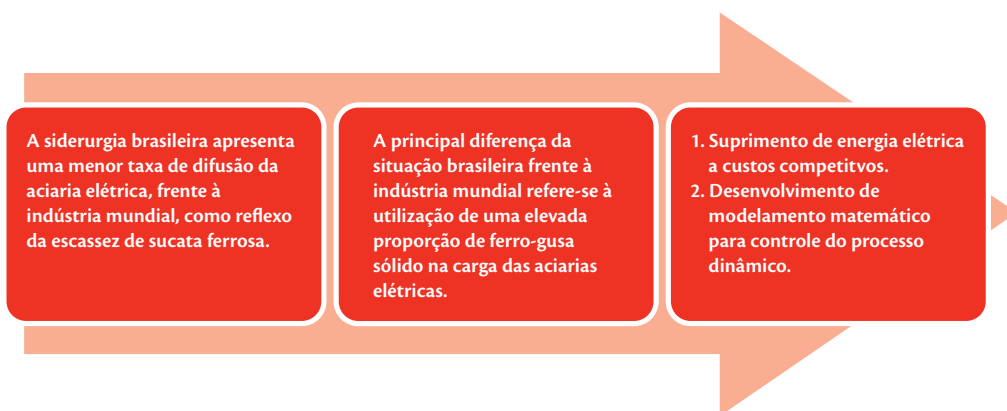 A siderurgia brasileira apresenta
uma menor taxa de difusão da
aciaria elétrica, frente à
indústria mundial, como reflexo
da escassez de sucata ferrosa.
A principal diferença da
situação brasileira frente à
indústria mundial refere-se à
utilização de uma elevada
proporção de ferro-gusa
sólido na carga das aciarias
elétricas.
1. Suprimento de energia elétrica
a custos competitvos.
2. Desenvolvimento de
modelamento matemático
para controle do processo
dinâmico.